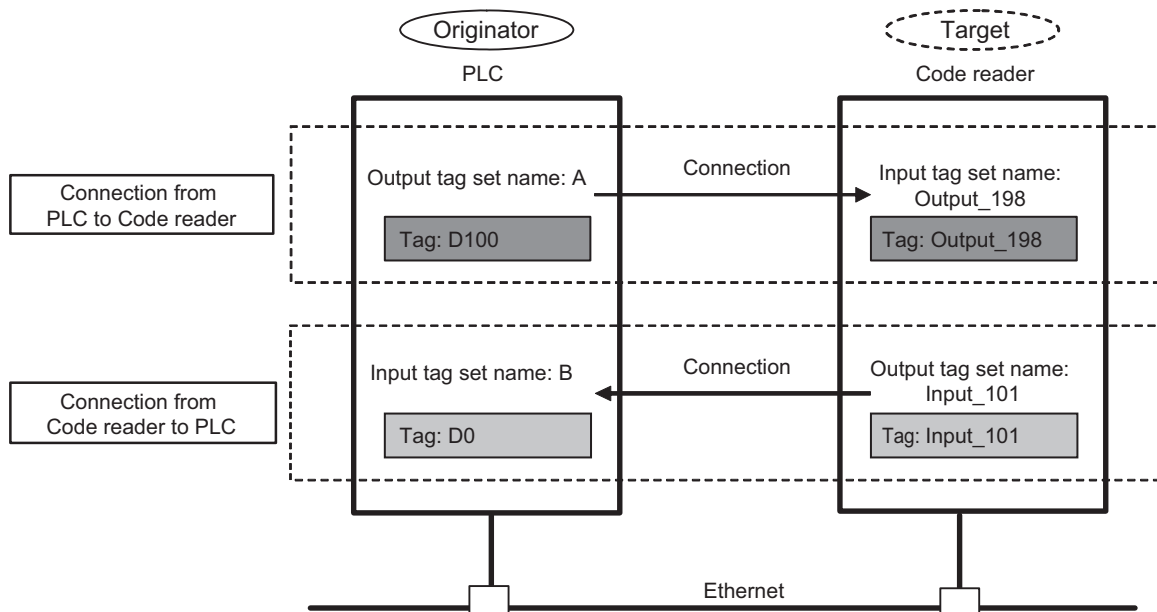 Originator
Target
PLC
Code reader
Connection from
PLC to Code reader
Output tag set name: A
Connection
Input tag set name:
Output_198
Tag: D100
Tag: Output_198
Connection from
Code reader to PLC
Input tag set name: B
Connection
Output tag set name:
Input_101
Tag: D0
Tag: Input_101
Ethernet